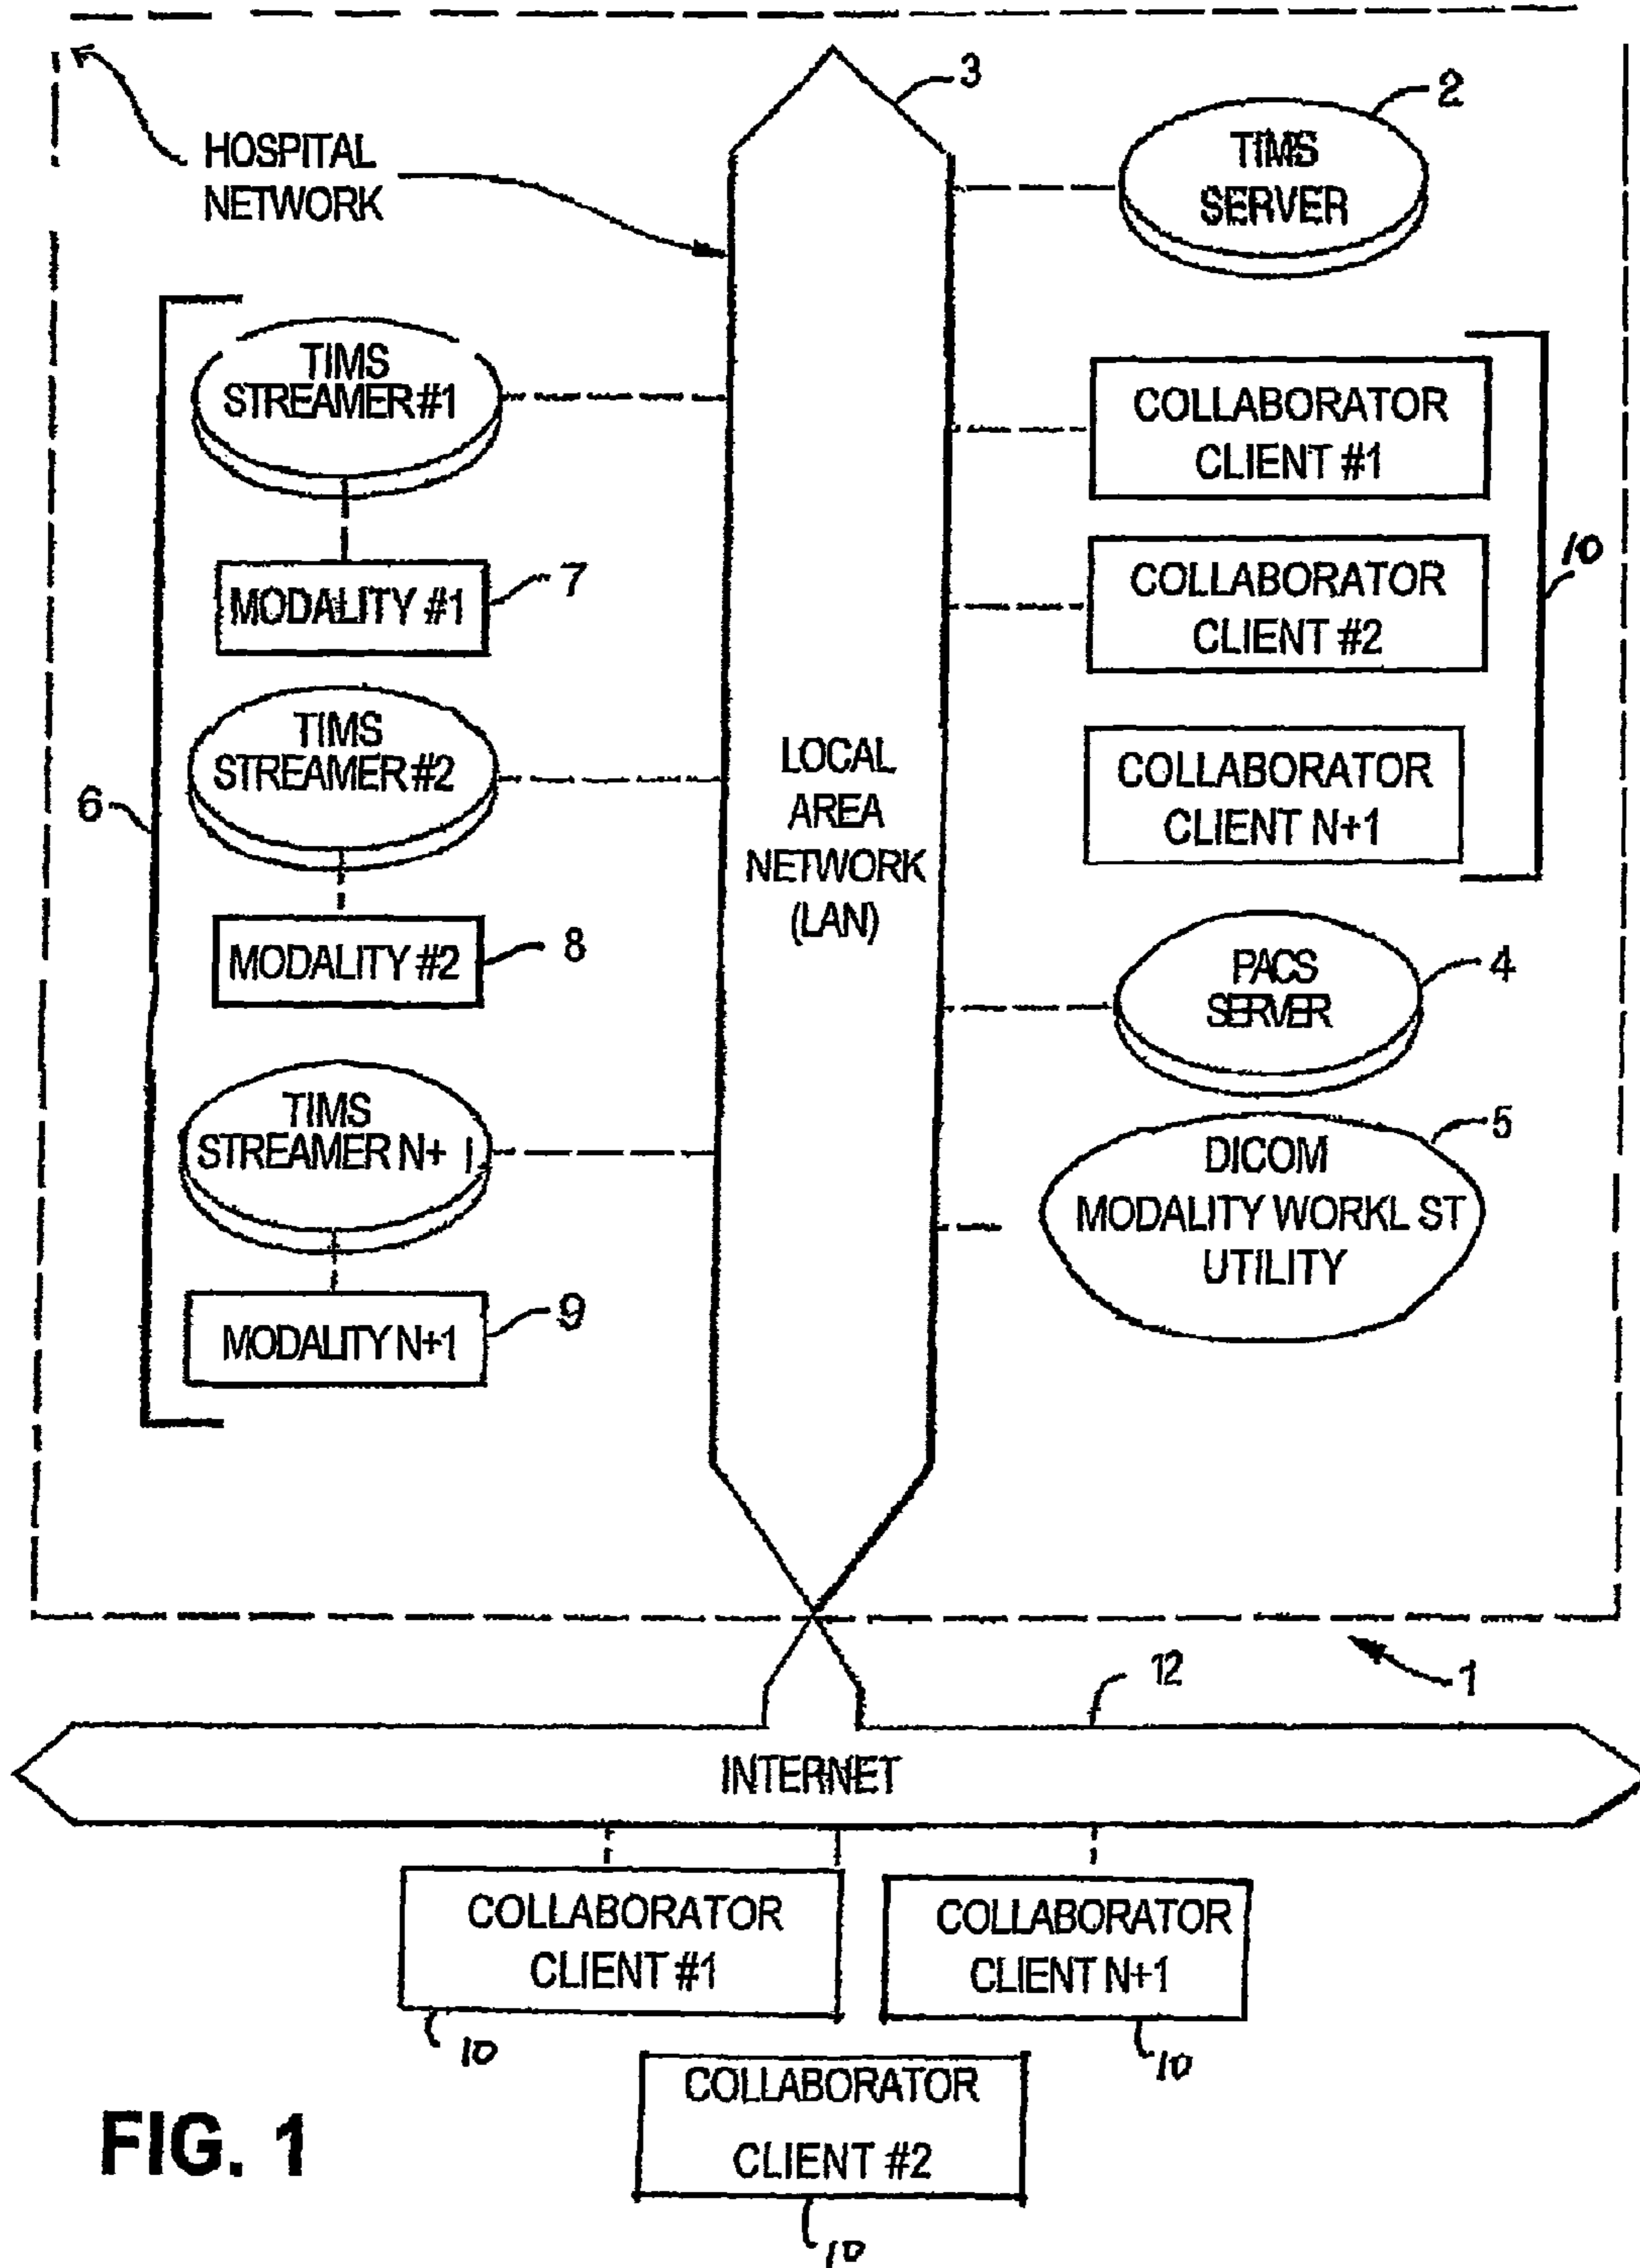 3
2
HOSPITAL
NETWORK
TIMS
SERVER
TIMS
STREAMER #1
COLLABORATOR
CLIENT #1
MODALITY #1
7
COLLABORATOR
CLIENT #2
10
TIMS
STREAMER #2
6
LOCAL
AREA
NETWORK
(LAN)
COLLABORATOR
CLIENT N+1
MODALITY #2
8
PACS
SERVER
4
TIMS
STREAMER N+1
5
DICOM
MODALITY WORKL ST
UTILITY
MODALITY N+1
9
1
12
INTERNET
COLLABORATOR
CLIENT #1
10
COLLABORATOR
CLIENT N+1
10
COLLABORATOR
CLIENT #2
10
FIG. 1